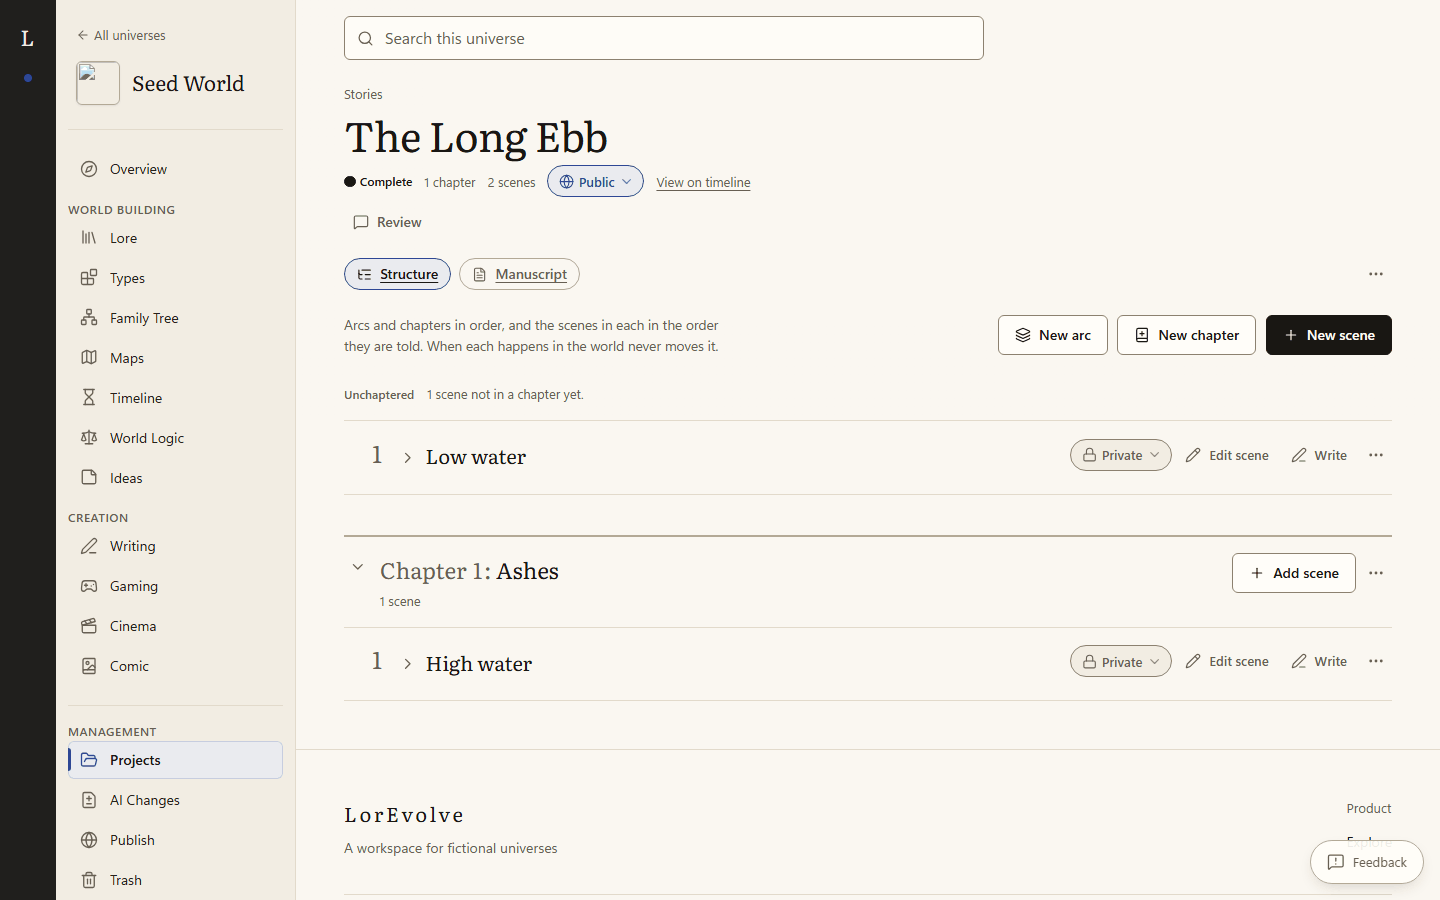 L
All universes
Seed World
Overview
WORLD BUILDING
Lore
Types
Family Tree
Maps
Timeline
World Logic
Ideas
CREATION
Writing
Gaming
Cinema
Comic
MANAGEMENT
Projects
AI Changes
Publish
Trash
Search this universe
Stories
The Long Ebb
Complete 1 chapter 2 scenes Public View on timeline
Review
Structure Manuscript
Arcs and chapters in order, and the scenes in each in the order
they are told. When each happens in the world never moves it.
New arc New chapter New scene
Unchaptered 1 scene not in a chapter yet.
1 Low water Private Edit scene Write
Chapter 1: Ashes Add scene
1 scene
1 High water Private Edit scene Write
LorEvolve
A workspace for fictional universes
Product
Explore
Feedback